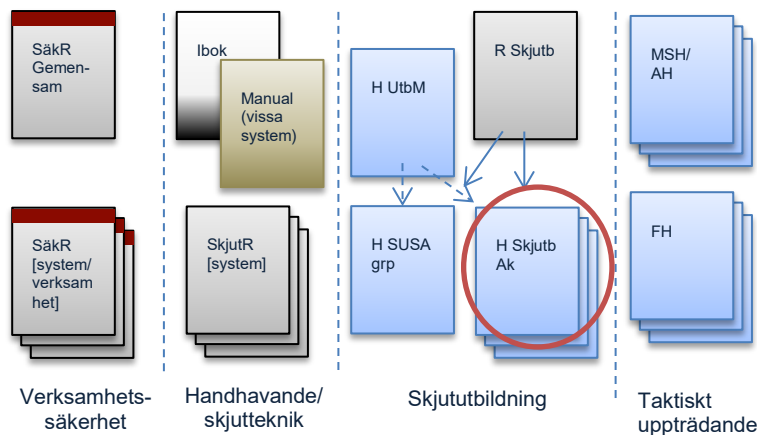 SäkR
Gemen-
sam
Ibok
Manual
(vissa
system)
H UtbM
R Skjutb
MSH/
AH
SäkR
[system/
verksam
het]
SkjutR
[system]
H SUSA
grp
H Skjutb
Ak
FH
Verksamhets-
säkerhet
Handhavande/
skjutteknik
Skjututbildning
Taktiskt
uppträdande